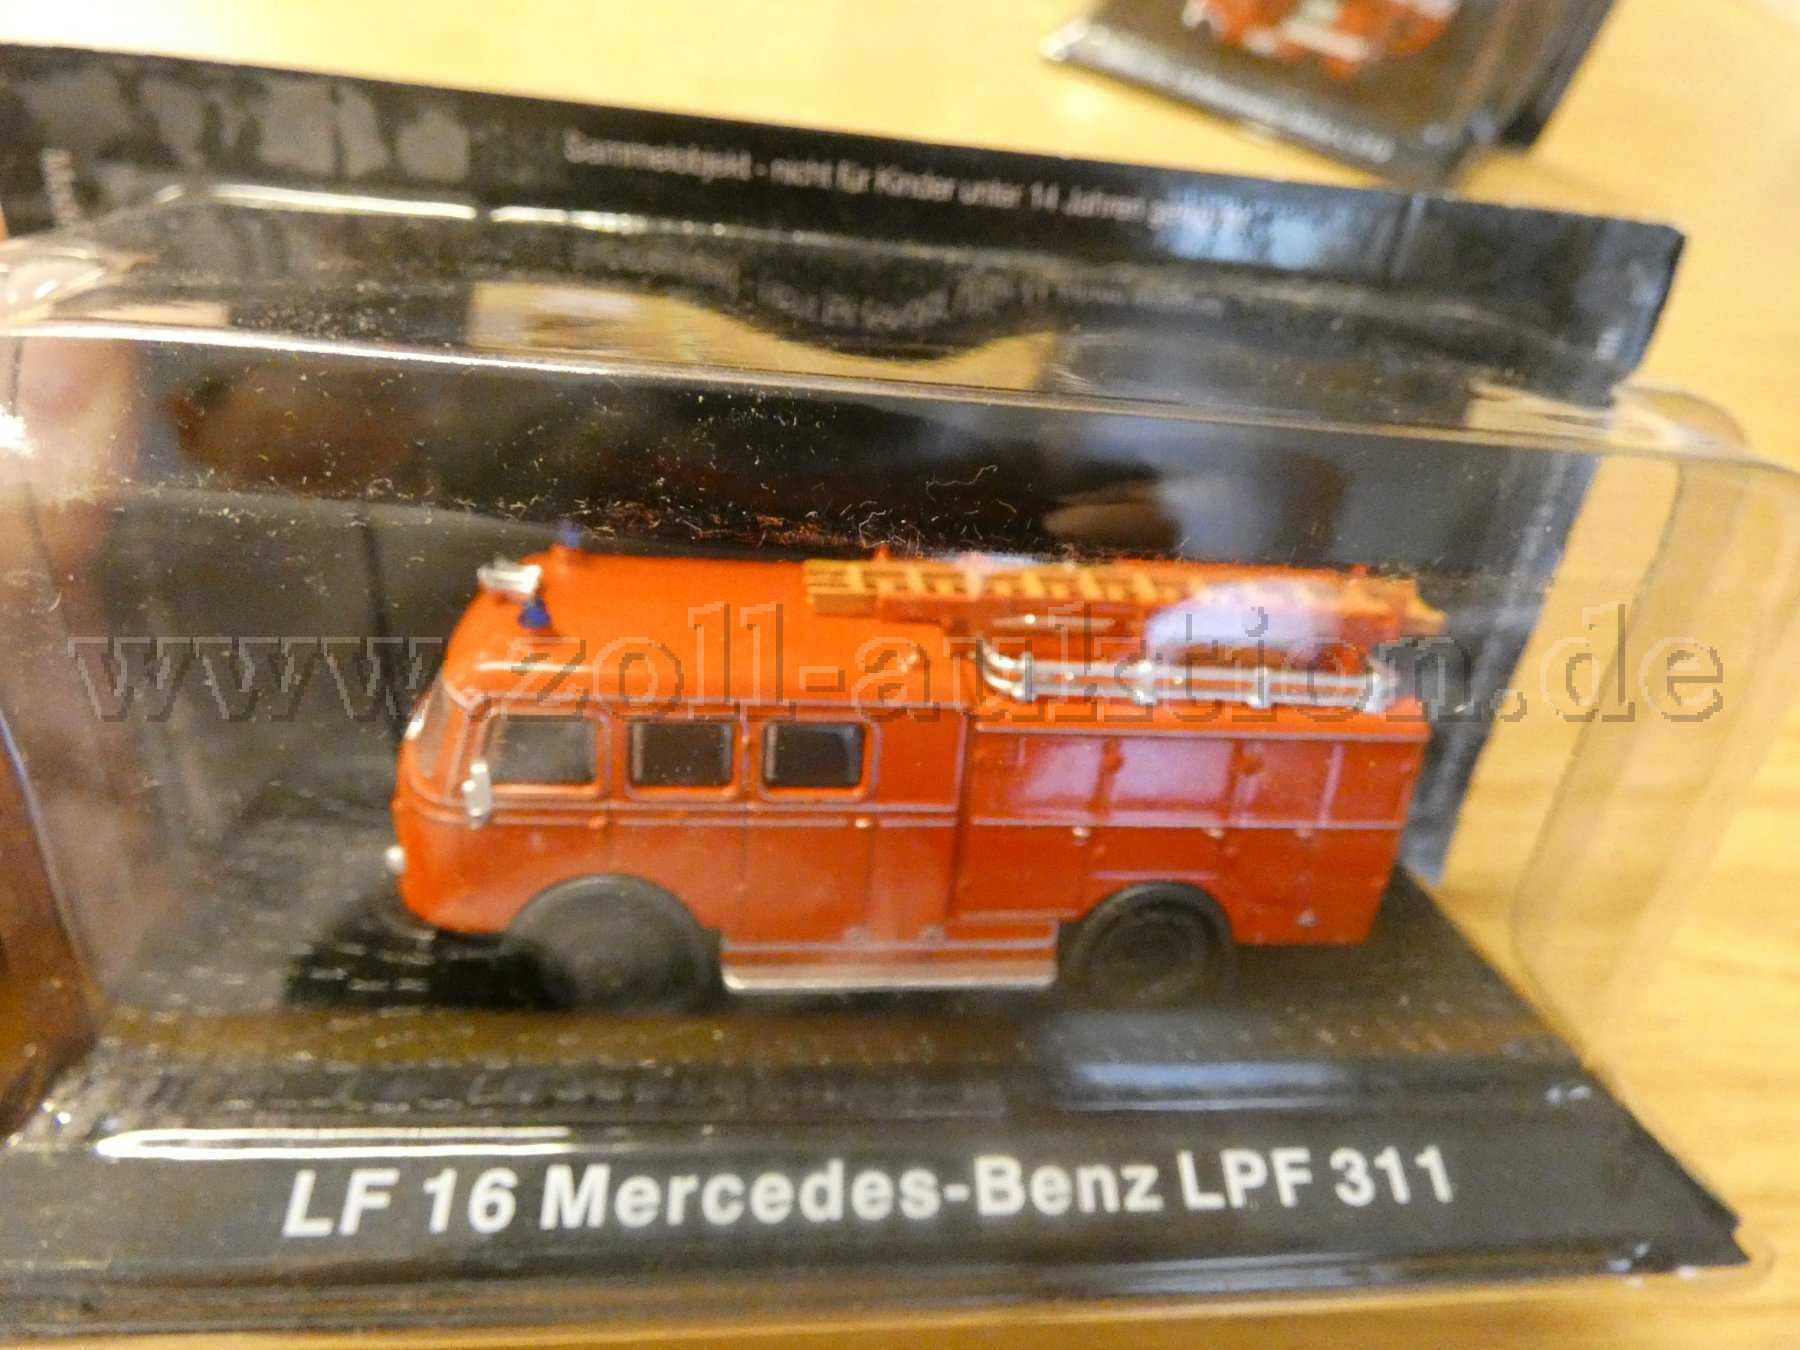 Sammelobjekt - nicht für Kinder unter 14 Jahren
www.zoll-auktion.de
LF 16 Mercedes-Benz LPF 311